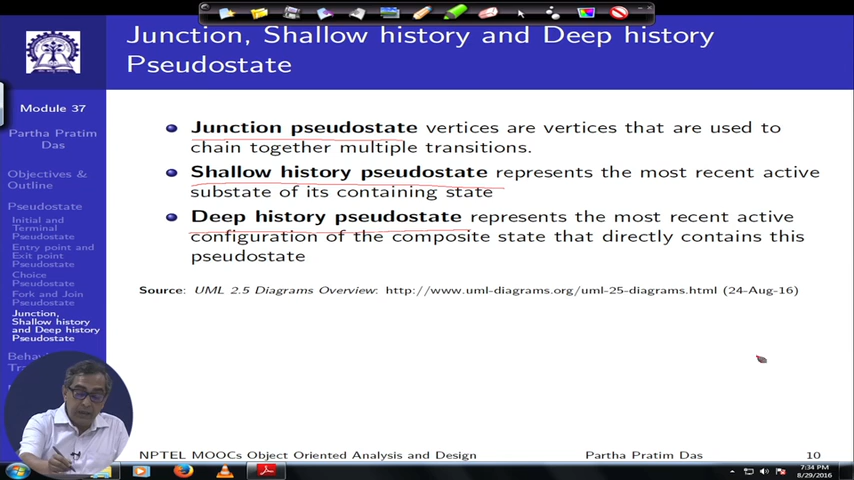 Junction, Shallow history and Deep history
Pseudostate
Module 37
Partha Pratim
Das
Objectives &
Outline
Pseudostate
Initial and
Terminal
Pseudostate
Entry point and
Exit point
Pseudostate
Choice
Pseudostate
Fork and Join
Pseudostate
Junction,
Shallow history
and Deep history
Pseudostate
Junction pseudostate vertices are vertices that are used to
chain together multiple transitions.
Shallow history pseudostate represents the most recent active
substate of its containing state
Deep history pseudostate represents the most recent active
configuration of the composite state that directly contains this
pseudostate
Source: UML 2.5 Diagrams Overview: http://www.uml-diagrams.org/uml-25-diagrams.html (24-Aug-16)
NPTEL MOOCs Object Oriented Analysis and Design
Partha Pratim Das
10
7:34 PM
8/29/2016